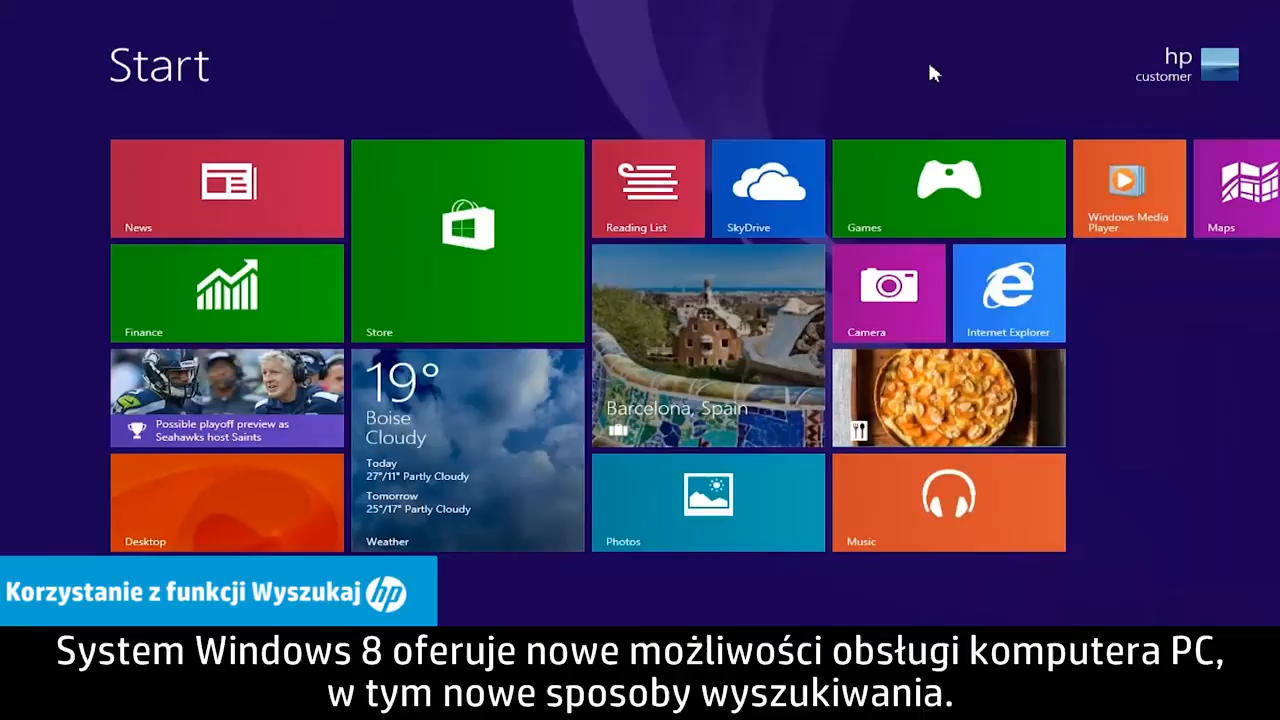 Start
hp
customer
News
Reading List
SkyDrive
Games
Windows Media
Player
Maps
Finance
Store
Camera
Internet Explorer
Possible playoff preview as
Seahawks host Saints
19°
Boise
Cloudy
Today
27°/11° Partly Cloudy
Tomorrow
25°/17° Partly Cloudy
Weather
Barcelona, Spain
Desktop
Photos
Music
Korzystanie z funkcji Wyszukaj hp
System Windows 8 oferuje nowe możliwości obsługi komputera PC,
w tym nowe sposoby wyszukiwania.